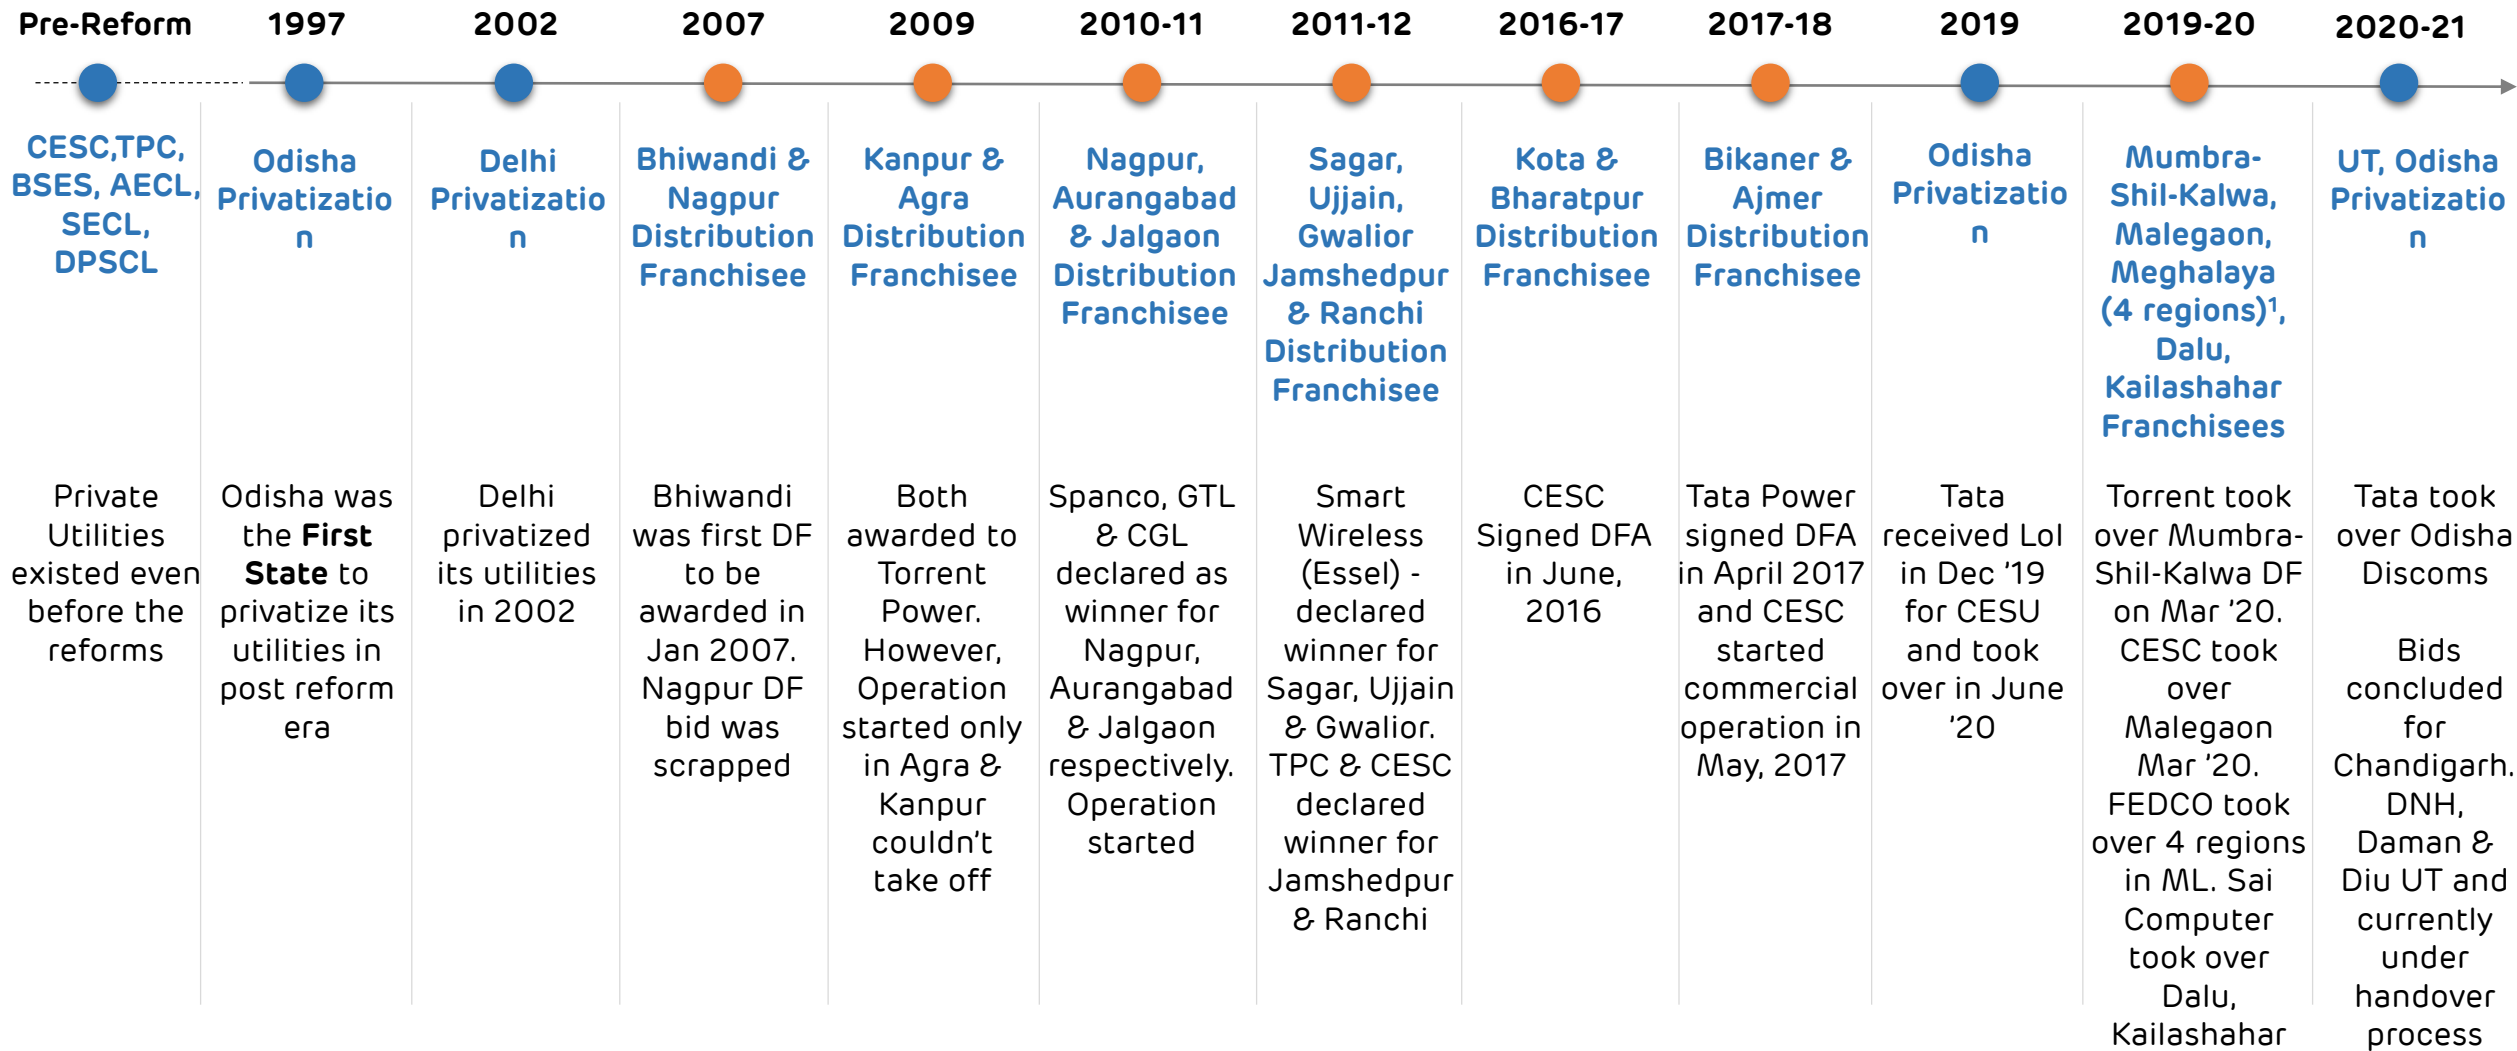 Pre-Reform
1997
2002
2007
2009
2010-11
2011-12
2016-17
2017-18
2019
2019-20
2020-21
CESC,TPC,
BSES, AECL,
SECL,
DPSCL
Odisha
Privatizatio
n
Delhi
Privatizatio
n
Bhiwandi &
Nagpur
Distribution
Franchisee
Kanpur &
Agra
Distribution
Franchisee
Nagpur,
Aurangabad
& Jalgaon
Distribution
Franchisee
Sagar,
Ujjain,
Gwalior
Jamshedpur
& Ranchi
Distribution
Franchisee
Kota &
Bharatpur
Distribution
Franchisee
Bikaner &
Ajmer
Distribution
Franchisee
Odisha
Privatizatio
n
Mumbra-
Shil-Kalwa,
Malegaon,
Meghalaya
(4 regions)¹,
Dalu,
Kailashahar
Franchisees
UT, Odisha
Privatizatio
n
Private
Utilities
existed even
before the
reforms
Odisha was
the First
State to
privatize its
utilities in
post reform
era
Delhi
privatized
its utilities
in 2002
Bhiwandi
was first DF
to be
awarded in
Jan 2007.
Nagpur DF
bid was
scrapped
Both
awarded to
Torrent
Power.
However,
Operation
started only
in Agra &
Kanpur
couldn't
take off
Spanco, GTL
& CGL
declared as
winner for
Nagpur,
Aurangabad
& Jalgaon
respectively.
Operation
started
Smart
Wireless
(Essel) -
declared
winner for
Sagar, Ujjain
& Gwalior.
TPC & CESC
declared
winner for
Jamshedpur
& Ranchi
CESC
Signed DFA
in June,
2016
Tata Power
signed DFA
in April 2017
and CESC
started
commercial
operation in
May, 2017
Tata
received LoI
in Dec '19
for CESU
and took
over in June
'20
Torrent took
over Mumbra-
Shil-Kalwa DF
on Mar '20.
CESC took
over
Malegaon
Mar '20.
FEDCO took
over 4 regions
in ML. Sai
Computer
took over
Dalu,
Kailashahar
Tata took
over Odisha
Discoms
Bids
concluded
for
Chandigarh.
DNH,
Daman &
Diu UT and
currently
under
handover
process